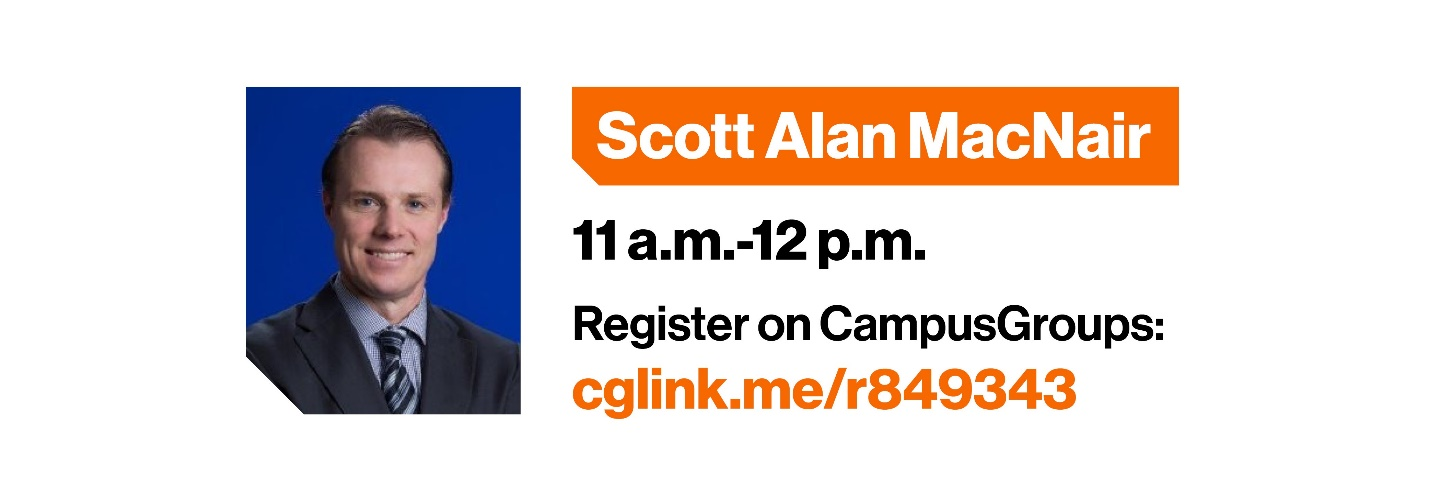 Scott Alan MacNair
11 a.m.-12 p.m.
Register on CampusGroups:
cglink.me/r849343